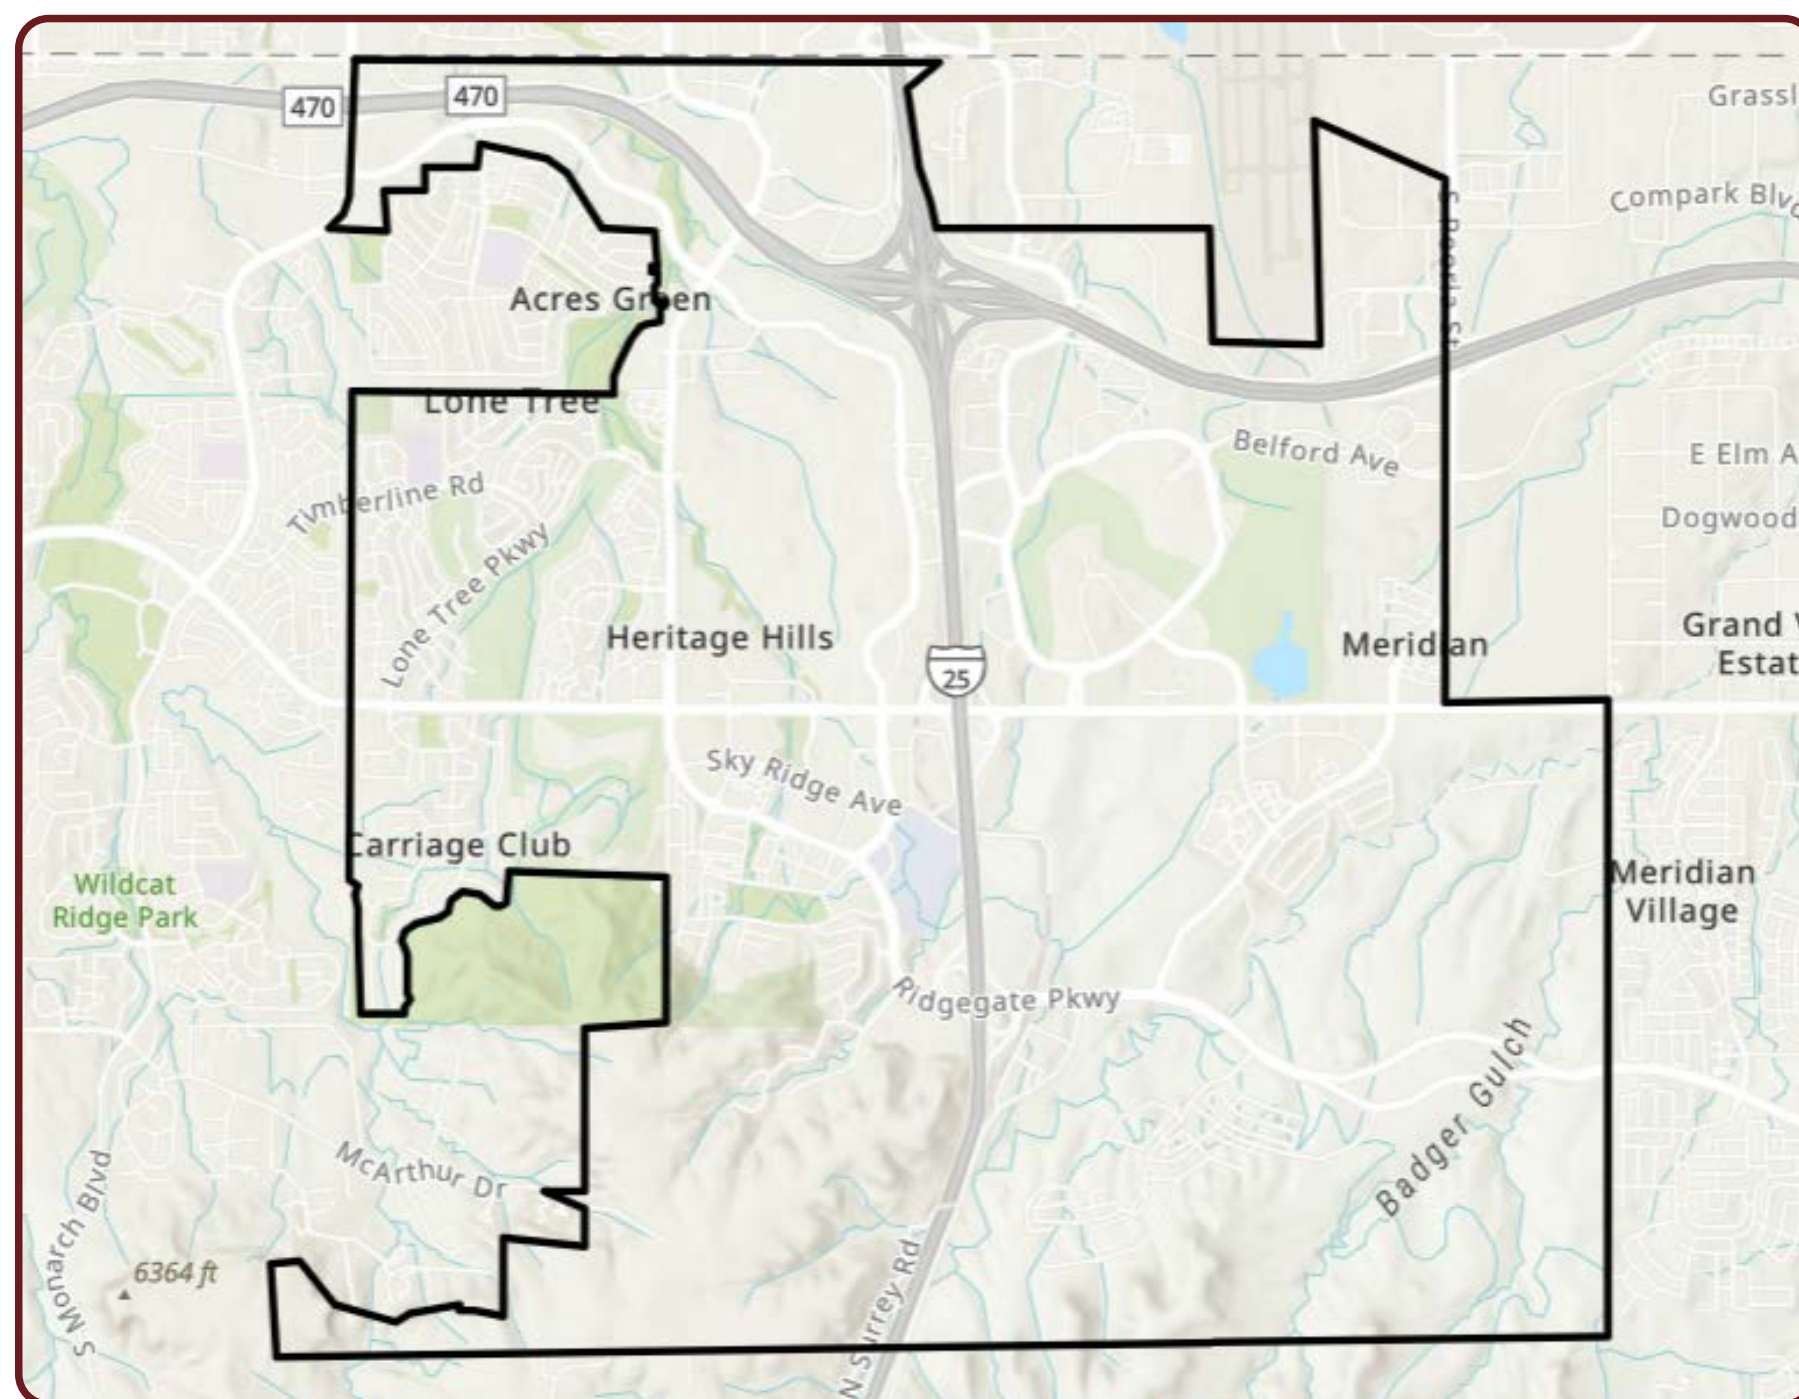 470
470
Grassl
Compark Blvd
S Peoria St
Acres Green
Lone Tree
Belford Ave
E Elm A
Timberline Rd
Dogwood
Lone Tree Pkwy
Heritage Hills
Meridian
Grand V
Estat
25
Sky Ridge Ave
Carriage Club
Wildcat
Ridge Park
Meridian
Village
Ridgegate Pkwy
Badger Gulch
McArthur Dr
S Monarch Blvd
6364 ft
N Surrey Rd